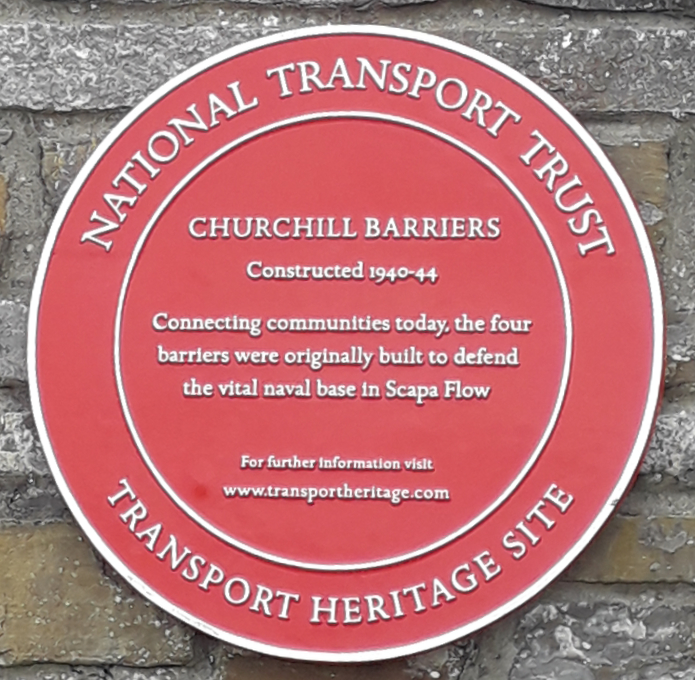 NATIONAL TRANSPORT TRUST
CHURCHILL BARRIERS
Constructed 1940-44
Connecting communities today, the four
barriers were originally built to defend
the vital naval base in Scapa Flow
For further information visit
www.transportheritage.com
TRANSPORT HERITAGE SITE